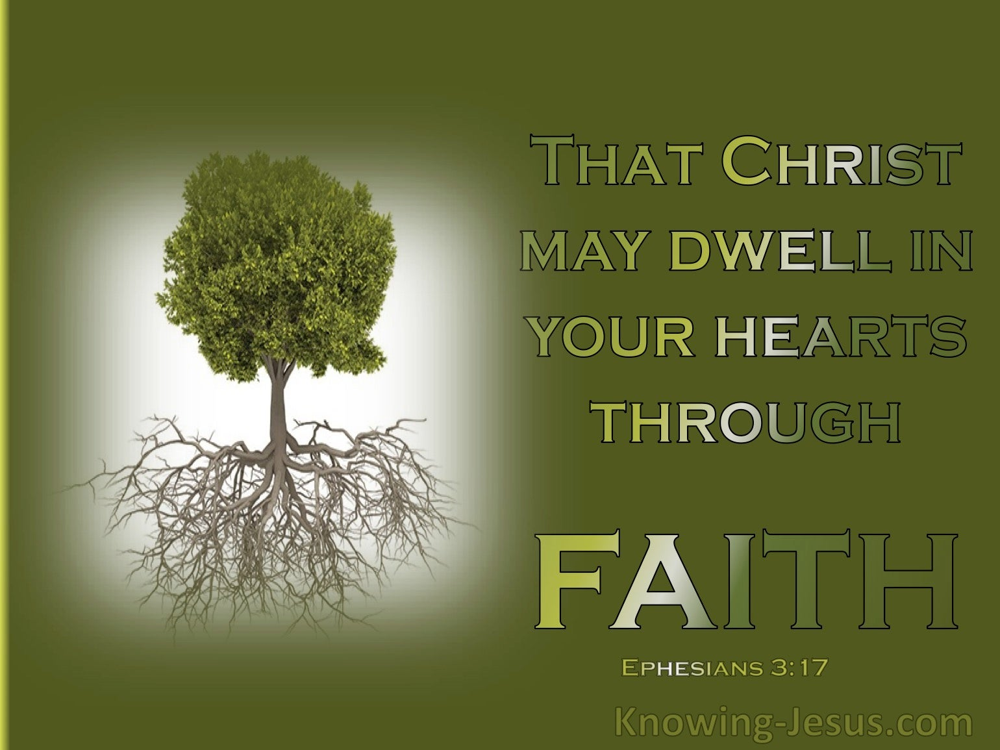 That Christ
may dwell in
your hearts
through
faith
Ephesians 3:17
Knowing-Jesus.com